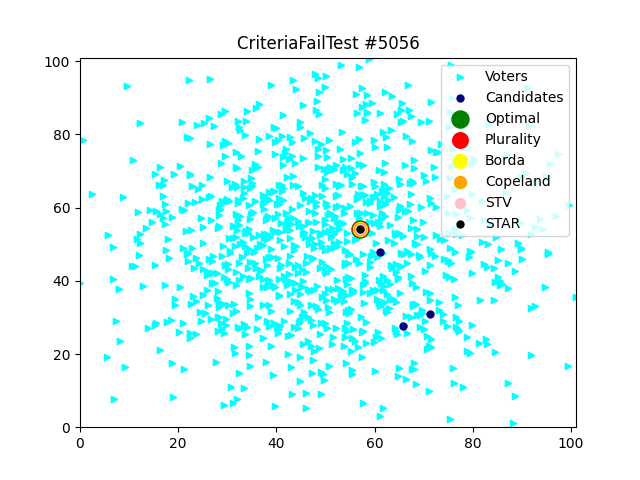 CriteriaFailTest #5056
100
80
60
40
20
0
0
20
40
60
80
100
Voters
Candidates
Optimal
Plurality
Borda
Copeland
STV
STAR